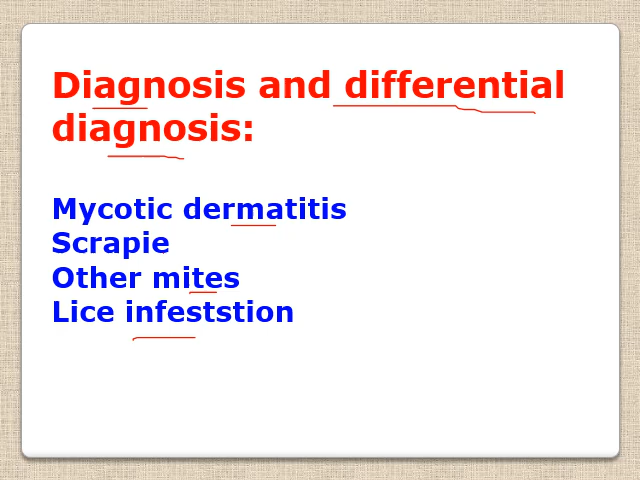 Diagnosis and differential
diagnosis:
Mycotic dermatitis
Scrapie
Other mites
Lice infeststion